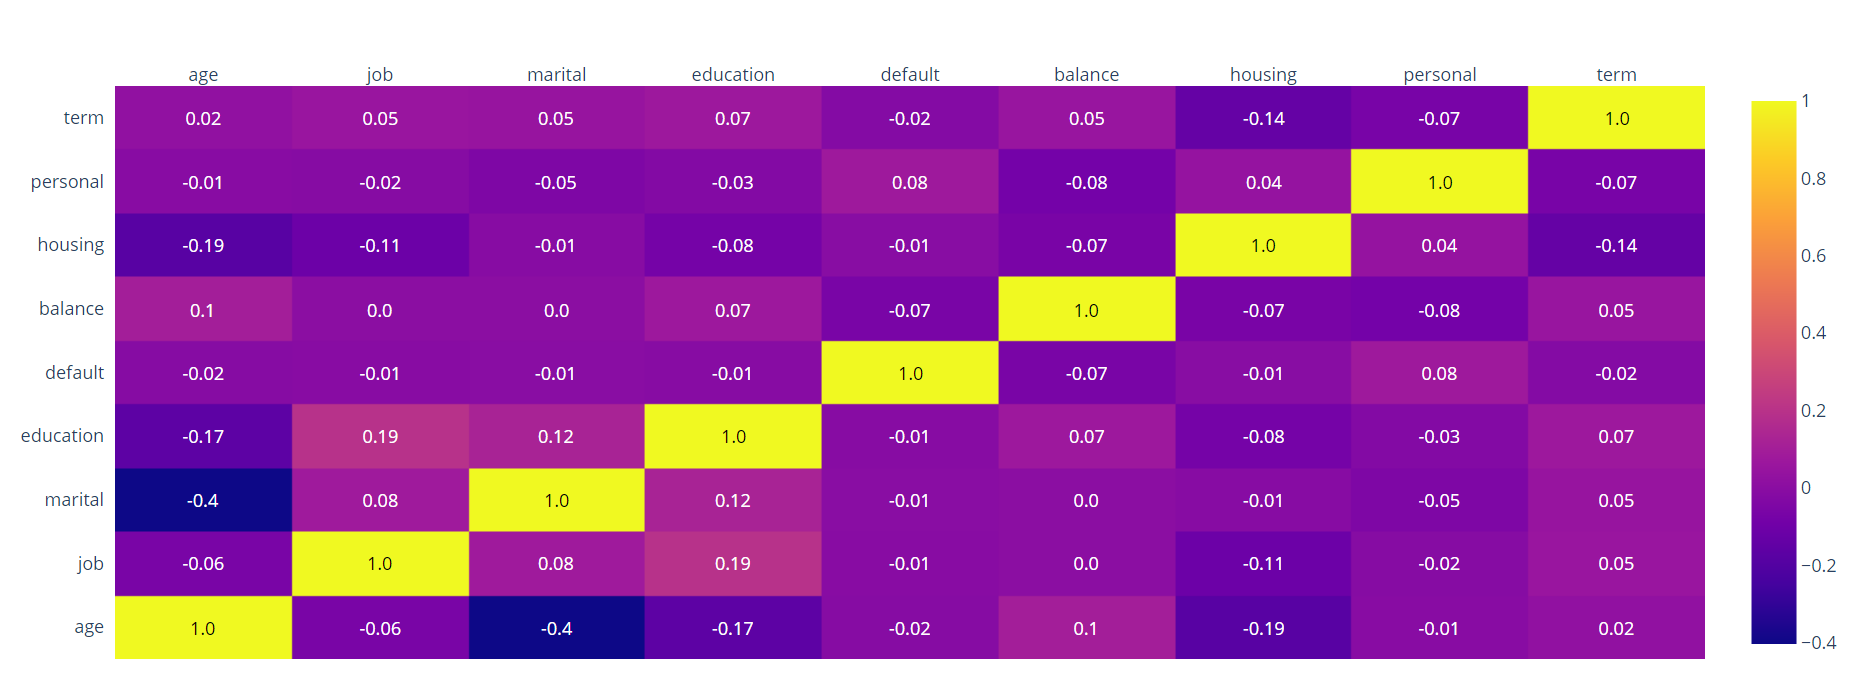 age job marital education default balance housing personal term
term 0.02 0.05 0.05 0.07 -0.02 0.05 -0.14 -0.07 1.0
personal -0.01 -0.02 -0.05 -0.03 0.08 -0.08 0.04 1.0 -0.07
housing -0.19 -0.11 -0.01 -0.08 -0.01 -0.07 1.0 0.04 -0.14
balance 0.1 0.0 0.0 0.07 -0.07 1.0 -0.07 -0.08 0.05
default -0.02 -0.01 -0.01 -0.01 1.0 -0.07 -0.01 0.08 -0.02
education -0.17 0.19 0.12 1.0 -0.01 0.07 -0.08 -0.03 0.07
marital -0.4 0.08 1.0 0.12 -0.01 0.0 -0.01 -0.05 0.05
job -0.06 1.0 0.08 0.19 -0.01 0.0 -0.11 -0.02 0.05
age 1.0 -0.06 -0.4 -0.17 -0.02 0.1 -0.19 -0.01 0.02
1
0.8
0.6
0.4
0.2
0
−0.2
−0.4